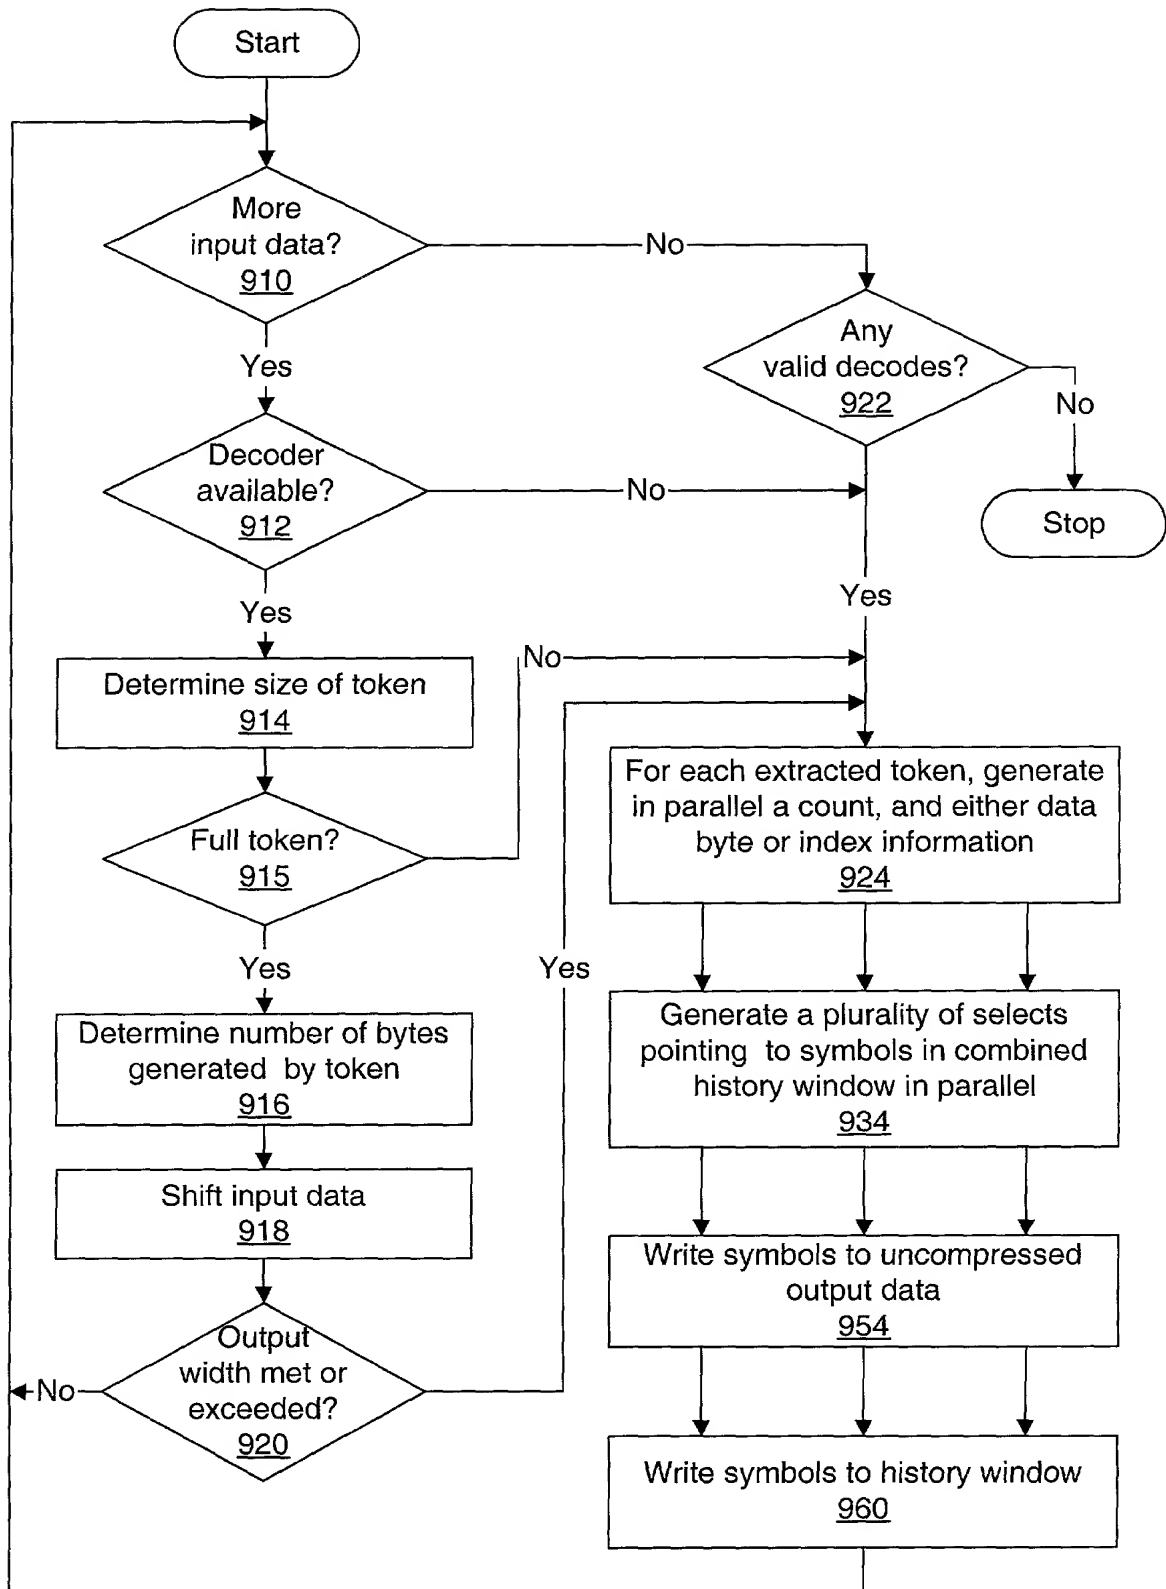 Start
More
input data?
910
No
Yes
Any
valid decodes?
922
No
Stop
Decoder
available?
912
No
Yes
Yes
Determine size of token
914
No
Full token?
915
Yes
Yes
Determine number of bytes
generated by token
916
Shift input data
918
Output
width met or
exceeded?
920
No
For each extracted token, generate
in parallel a count, and either data
byte or index information
924
Generate a plurality of selects
pointing to symbols in combined
history window in parallel
934
Write symbols to uncompressed
output data
954
Write symbols to history window
960